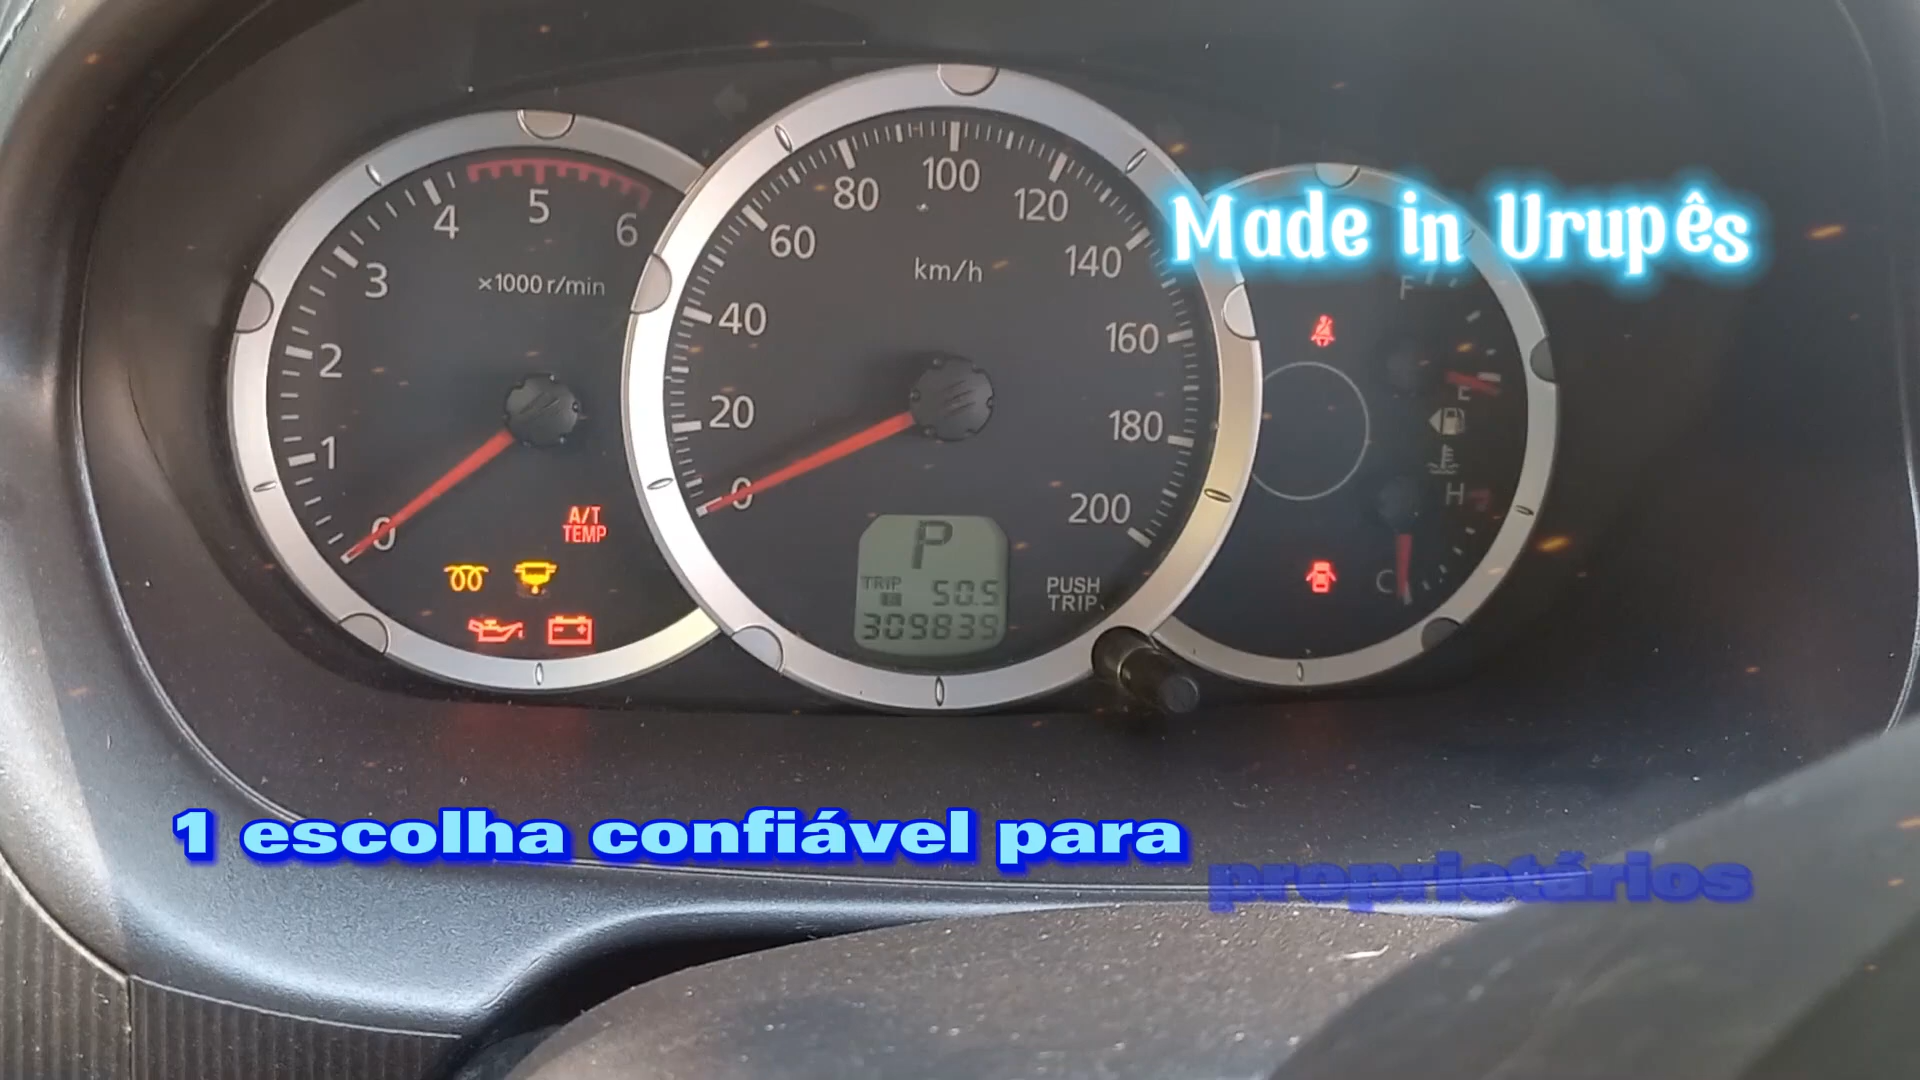 Made in Urupês
0
1
2
3
4
5
6
×1000 r/min
A/T
TEMP
0
20
40
60
80
100
120
140
160
180
200
km/h
P
TRIP 50.5
309839
PUSH
TRIP
F
E
H
C
1 escolha confiável para
proprietários